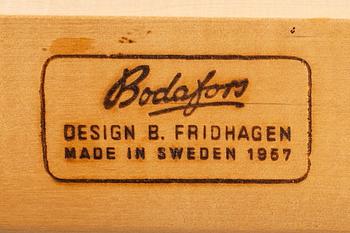 Bodafors
DESIGN B. FRIDHAGEN
MADE IN SWEDEN 1957